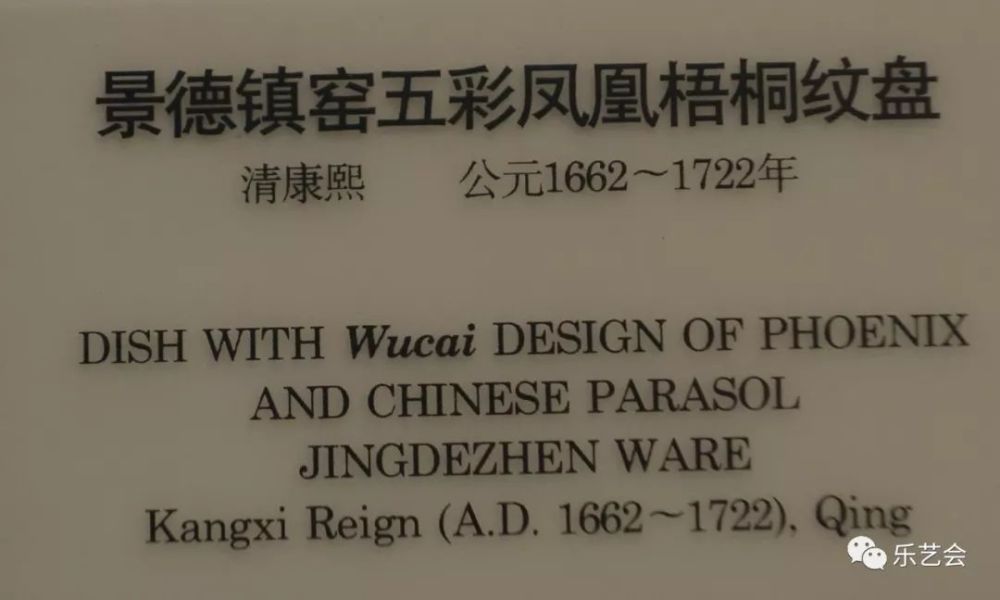 景德镇窑五彩凤凰梧桐纹盘
清康熙 公元1662～1722年
DISH WITH Wucai DESIGN OF PHOENIX
AND CHINESE PARASOL
JINGDEZHEN WARE
Kangxi Reign (A.D. 1662～1722), Qing
乐艺会